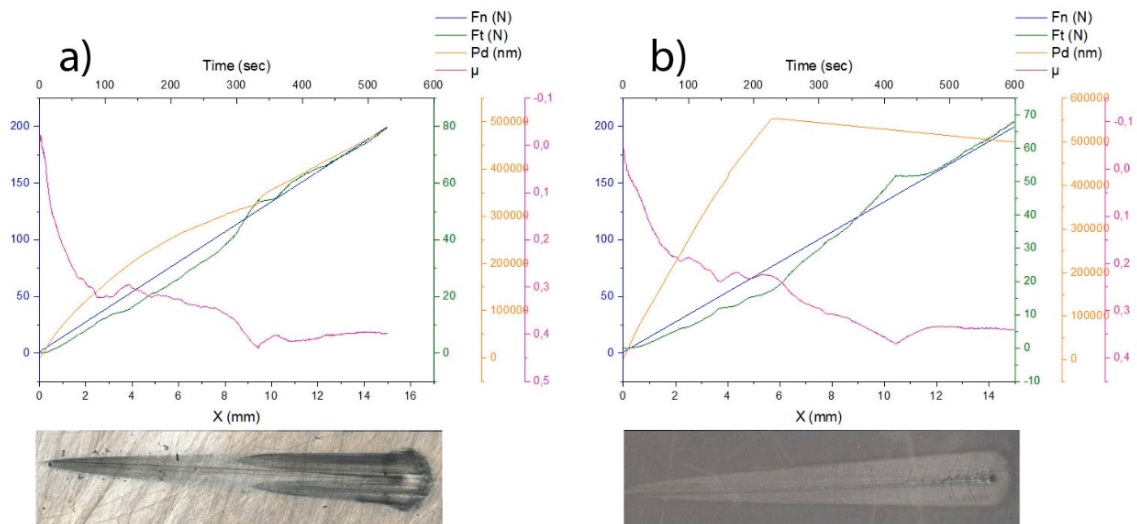 Fn (N)
Ft (N)
Pd (nm)
μ
a)
Time (sec)
0 100 200 300 400 500 600
200
150
100
50
0
80
60
40
20
0
500000
400000
300000
200000
100000
0
-0,1
0,0
0,1
0,2
0,3
0,4
0,5
0 2 4 6 8 10 12 14 16
X (mm)
Fn (N)
Ft (N)
Pd (nm)
μ
b)
Time (sec)
0 100 200 300 400 500 600
200
150
100
50
0
70
60
50
40
30
20
10
0
-10
600000
500000
400000
300000
200000
100000
0
-0,1
0,0
0,1
0,2
0,3
0,4
0 2 4 6 8 10 12 14 15
X (mm)